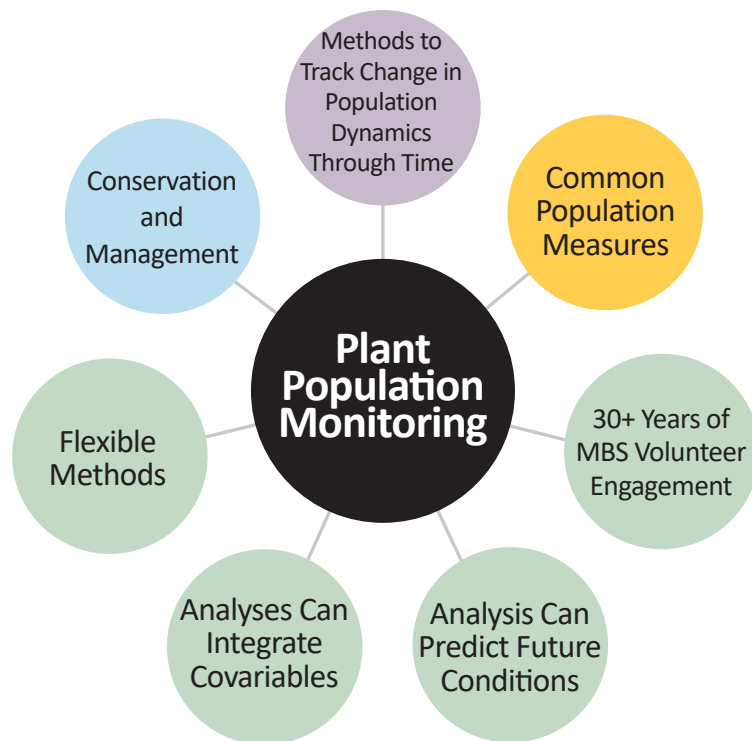 Methods to
Track Change in
Population
Dynamics
Through Time
Conservation
and
Management
Common
Population
Measures
Plant
Population
Monitoring
Flexible
Methods
30+ Years of
MBS Volunteer
Engagement
Analyses Can
Integrate
Covariables
Analysis Can
Predict Future
Conditions